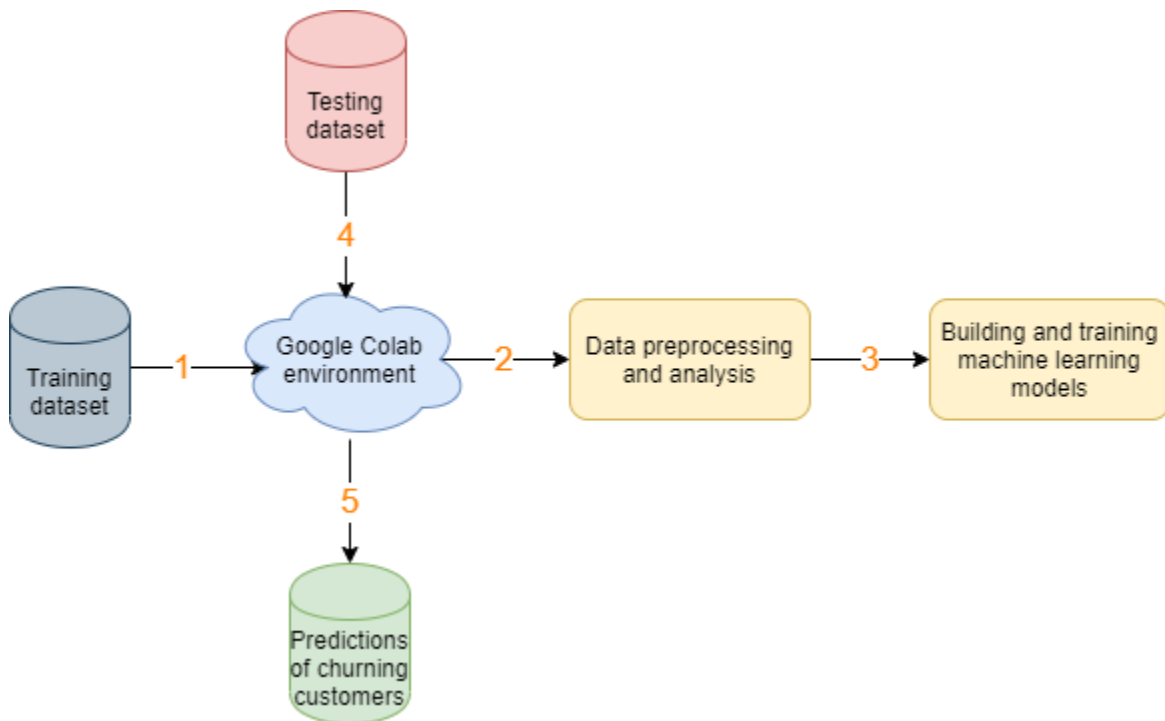 Testing
dataset
4
Training
dataset
1
Google Colab
environment
2
Data preprocessing
and analysis
3
Building and training
machine learning
models
5
Predictions
of churning
customers